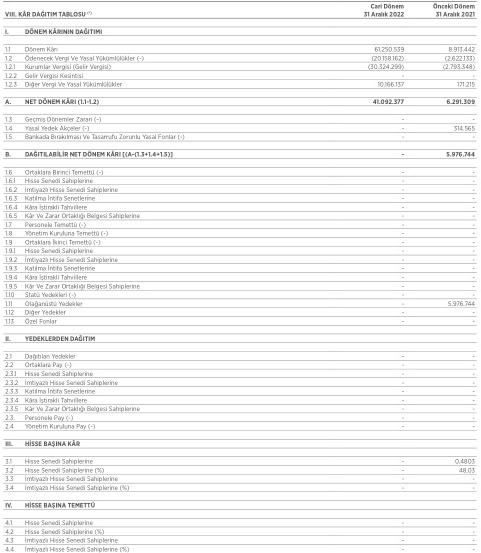 Cari Dönem Önceki Dönem
VIII. KÂR DAĞITIM TABLOSU (*) 31 Aralık 2022 31 Aralık 2021
I. DÖNEM KÂRININ DAĞITIMI
1.1 Dönem Kârı 61.250.539 8.913.442
1.2 Ödenecek Vergi Ve Yasal Yükümlülükler (-) (20.158.162) (2.622.133)
1.2.1 Kurumlar Vergisi (Gelir Vergisi) (30.324.299) (2.793.348)
1.2.2 Gelir Vergisi Kesintisi - -
1.2.3 Diğer Vergi Ve Yasal Yükümlülükler 10.166.137 171.215
A. NET DÖNEM KÂRI (1.1-1.2) 41.092.377 6.291.309
1.3 Geçmiş Dönemler Zararı (-) - -
1.4 Yasal Yedek Akçeler (-) - 314.565
1.5 Bankada Bırakılması Ve Tasarrufu Zorunlu Yasal Fonlar (-) - -
B. DAĞITILABİLİR NET DÖNEM KÂRI [(A-(1.3+1.4+1.5)] - 5.976.744
1.6 Ortaklara Birinci Temettü (-) - -
1.6.1 Hisse Senedi Sahiplerine - -
1.6.2 İmtiyazlı Hisse Senedi Sahiplerine - -
1.6.3 Katılma İntifa Senetlerine - -
1.6.4 Kâra İştirakli Tahvillere - -
1.6.5 Kâr Ve Zarar Ortaklığı Belgesi Sahiplerine - -
1.7 Personele Temettü (-) - -
1.8 Yönetim Kuruluna Temettü (-) - -
1.9 Ortaklara İkinci Temettü (-) - -
1.9.1 Hisse Senedi Sahiplerine - -
1.9.2 İmtiyazlı Hisse Senedi Sahiplerine - -
1.9.3 Katılma İntifa Senetlerine - -
1.9.4 Kâra İştirakli Tahvillere - -
1.9.5 Kâr Ve Zarar Ortaklığı Belgesi Sahiplerine - -
1.10 Statü Yedekleri (-) - -
1.11 Olağanüstü Yedekler - 5.976.744
1.12 Diğer Yedekler - -
1.13 Özel Fonlar - -
II. YEDEKLERDEN DAĞITIM
2.1 Dağıtılan Yedekler - -
2.2 Ortaklara Pay (-) - -
2.3.1 Hisse Senedi Sahiplerine - -
2.3.2 İmtiyazlı Hisse Senedi Sahiplerine - -
2.3.3 Katılma İntifa Senetlerine - -
2.3.4 Kâra İştirakli Tahvillere - -
2.3.5 Kâr Ve Zarar Ortaklığı Belgesi Sahiplerine - -
2.3. Personele Pay (-) - -
2.4 Yönetim Kuruluna Pay (-) - -
III. HİSSE BAŞINA KÂR
3.1 Hisse Senedi Sahiplerine - 0,4803
3.2 Hisse Senedi Sahiplerine (%) - 48,03
3.3 İmtiyazlı Hisse Senedi Sahiplerine - -
3.4 İmtiyazlı Hisse Senedi Sahiplerine (%) - -
IV. HİSSE BAŞINA TEMETTÜ
4.1 Hisse Senedi Sahiplerine - -
4.2 Hisse Senedi Sahiplerine (%) - -
4.3 İmtiyazlı Hisse Senedi Sahiplerine - -
4.4 İmtiyazlı Hisse Senedi Sahiplerine (%) - -